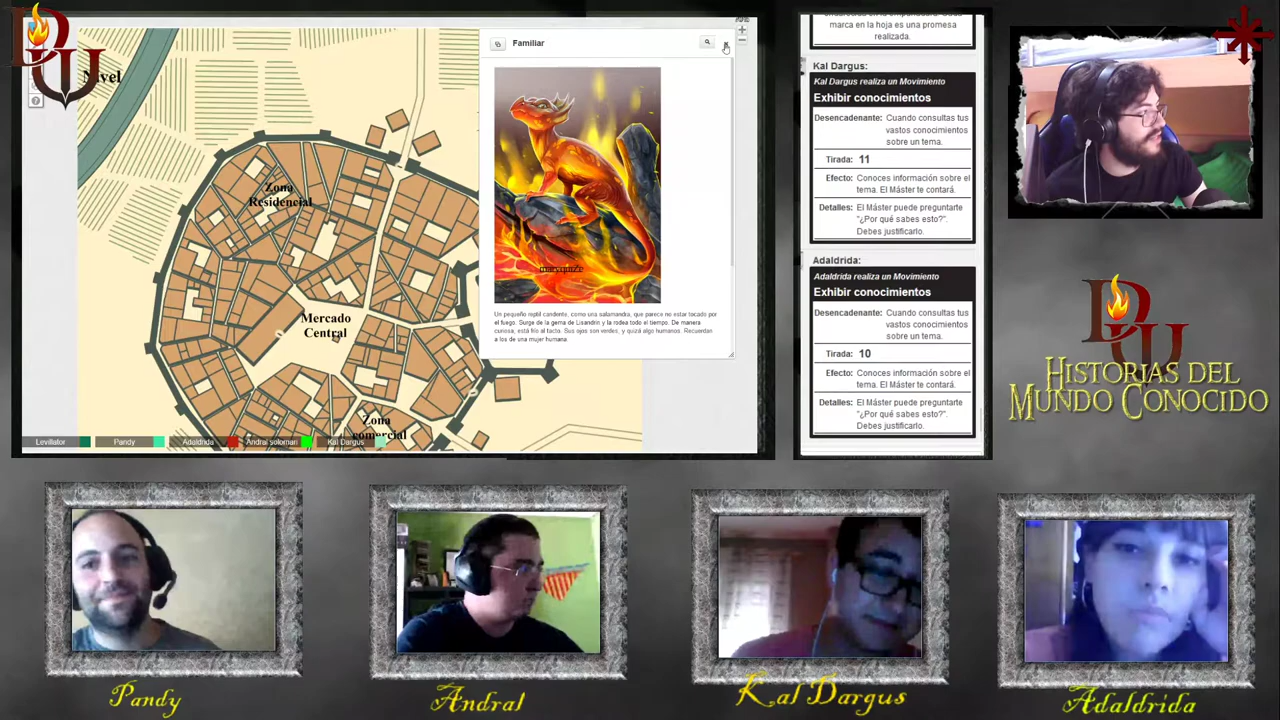 DU
Nivel
Zona
Residencial
Mercado
Central
Zona
comercial
Levillator
Pandy
Adaldrida
Andral solomari
Kal Dargus
Familiar
Un pequeño reptil candente, como una salamandra, que parece no estar tocado por
el fuego. Surge de la gema de Lisandrin y la rodea todo el tiempo. De manera
curiosa, está frío al tacto. Sus ojos son verdes, y quizá algo humanos. Recuerdan
a los de una mujer humana.
marca en la hoja es una promesa
realizada.
Kal Dargus:
Kal Dargus realiza un Movimiento
Exhibir conocimientos
Desencadenante: Cuando consultas tus
vastos conocimientos
sobre un tema.
Tirada: 11
Efecto: Conoces información sobre el
tema. El Máster te contará.
Detalles: El Máster puede preguntarte
"¿Por qué sabes esto?".
Debes justificarlo.
Adaldrida:
Adaldrida realiza un Movimiento
Exhibir conocimientos
Desencadenante: Cuando consultas tus
vastos conocimientos
sobre un tema.
Tirada: 10
Efecto: Conoces información sobre el
tema. El Máster te contará.
Detalles: El Máster puede preguntarte
"¿Por qué sabes esto?".
Debes justificarlo.
DU
Historias del
Mundo Conocido
Pandy
Andral
Kal Dargus
Adaldrida